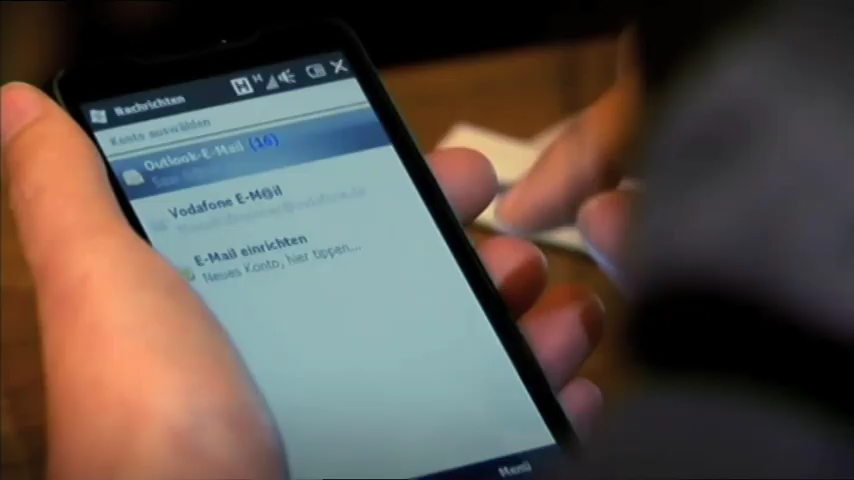 Nachrichten
Konto auswählen
Outlook-E-Mail (16)
Vodafone E-M@il
E-Mail einrichten
Neues Konto, hier tippen...
Menü